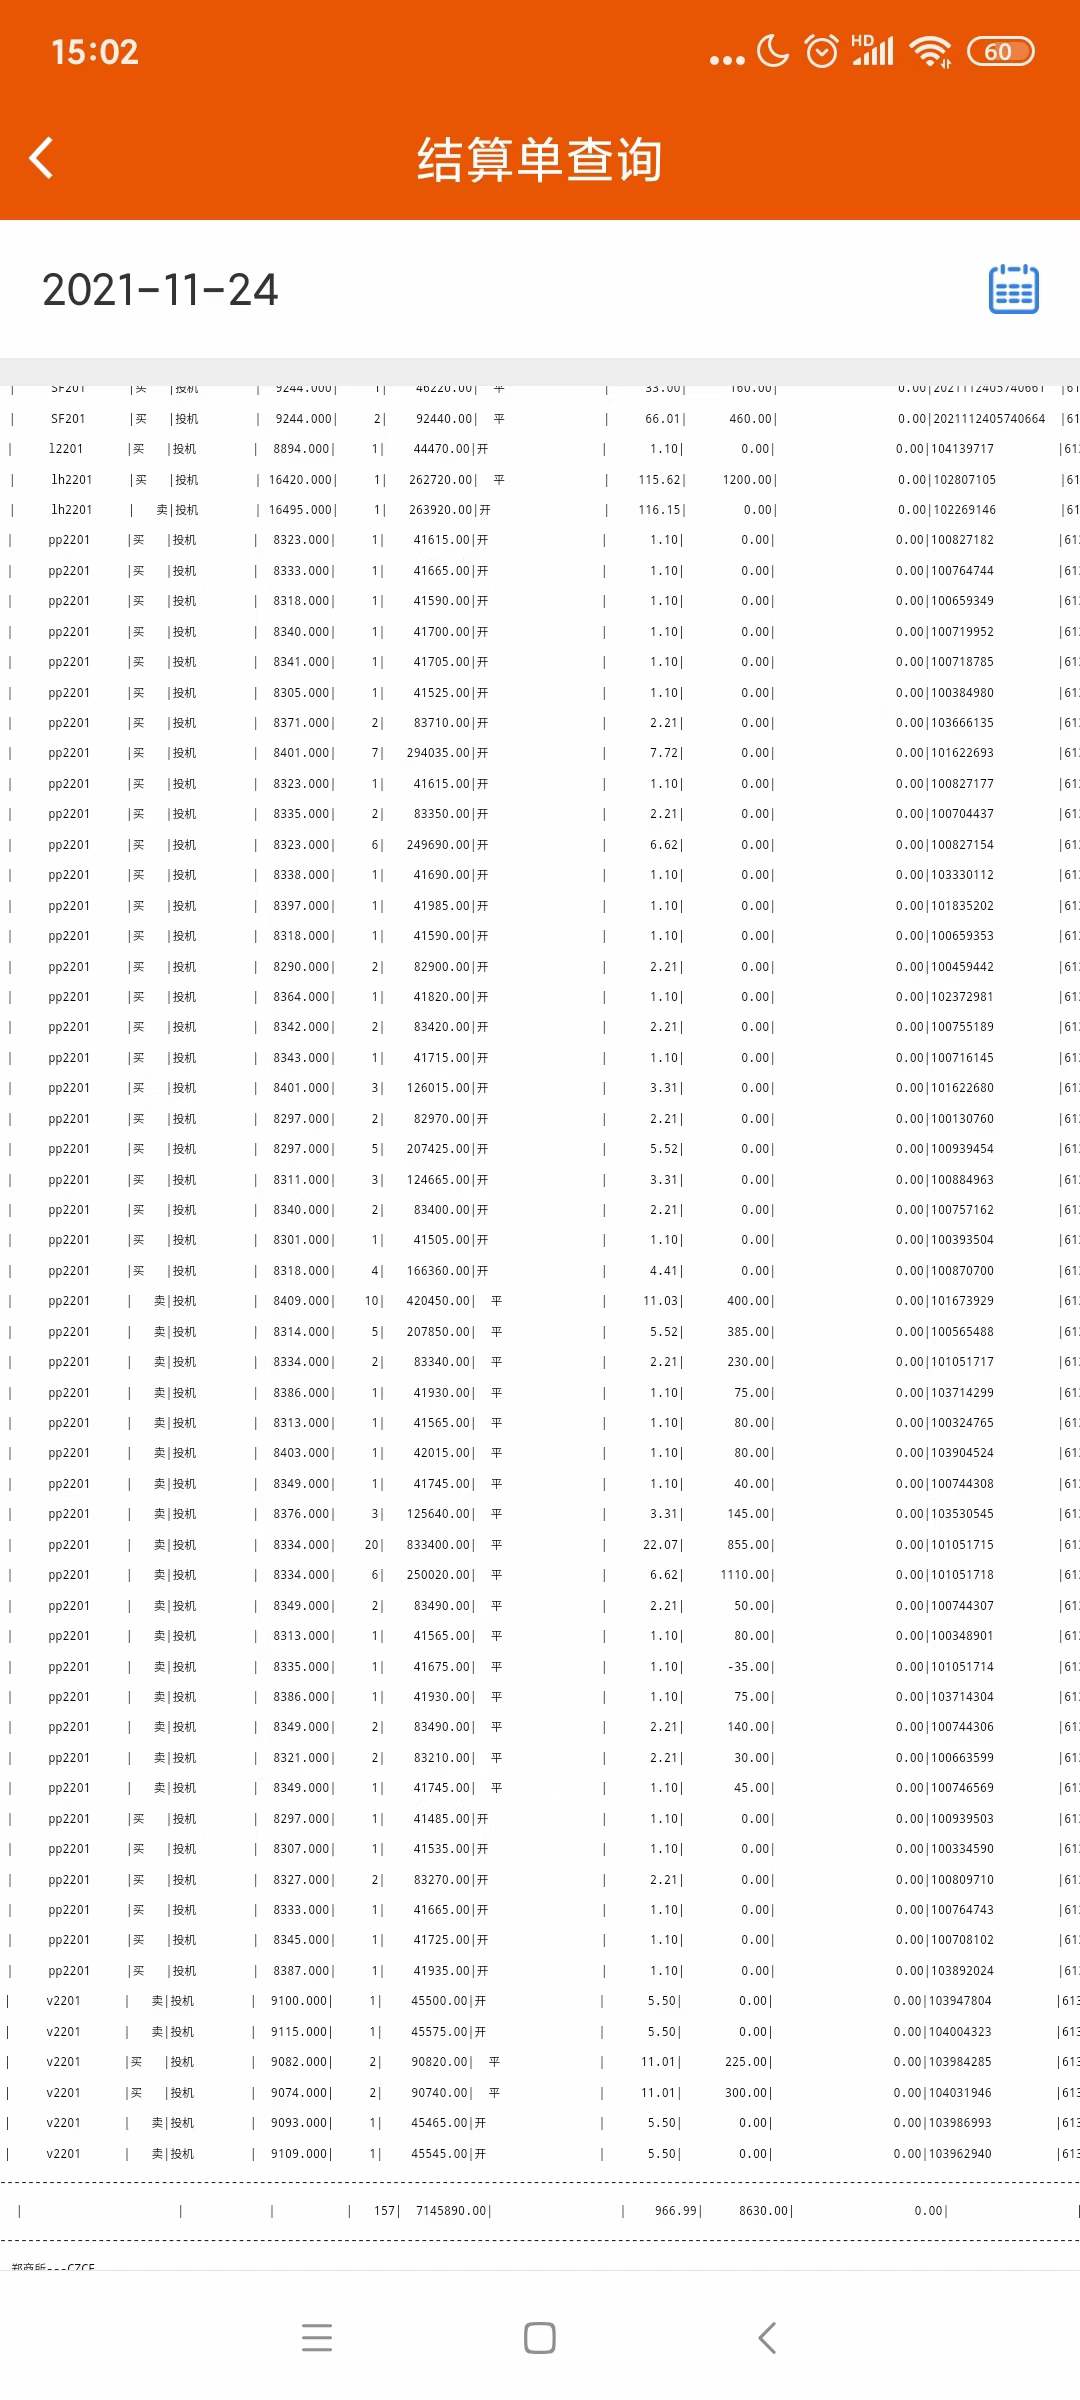 15:02
HD
60
结算单查询
2021-11-24
| SF201 |买 |投机 | 9244.000| 1| 46220.00| 平 | 33.00| 160.00| 0.00|2021112405740661 |61
| SF201 |买 |投机 | 9244.000| 2| 92440.00| 平 | 66.01| 460.00| 0.00|2021112405740664 |61
| l2201 |买 |投机 | 8894.000| 1| 44470.00|开 | 1.10| 0.00| 0.00|104139717 |61
| lh2201 |买 |投机 | 16420.000| 1| 262720.00| 平 | 115.62| 1200.00| 0.00|102807105 |61
| lh2201 | 卖|投机 | 16495.000| 1| 263920.00|开 | 116.15| 0.00| 0.00|102269146 |61
| pp2201 |买 |投机 | 8323.000| 1| 41615.00|开 | 1.10| 0.00| 0.00|100827182 |61
| pp2201 |买 |投机 | 8333.000| 1| 41665.00|开 | 1.10| 0.00| 0.00|100764744 |61
| pp2201 |买 |投机 | 8318.000| 1| 41590.00|开 | 1.10| 0.00| 0.00|100659349 |61
| pp2201 |买 |投机 | 8340.000| 1| 41700.00|开 | 1.10| 0.00| 0.00|100719952 |61
| pp2201 |买 |投机 | 8341.000| 1| 41705.00|开 | 1.10| 0.00| 0.00|100718785 |61
| pp2201 |买 |投机 | 8305.000| 1| 41525.00|开 | 1.10| 0.00| 0.00|100384980 |61
| pp2201 |买 |投机 | 8371.000| 2| 83710.00|开 | 2.21| 0.00| 0.00|103666135 |61
| pp2201 |买 |投机 | 8401.000| 7| 294035.00|开 | 7.72| 0.00| 0.00|101622693 |61
| pp2201 |买 |投机 | 8323.000| 1| 41615.00|开 | 1.10| 0.00| 0.00|100827177 |61
| pp2201 |买 |投机 | 8335.000| 2| 83350.00|开 | 2.21| 0.00| 0.00|100704437 |61
| pp2201 |买 |投机 | 8323.000| 6| 249690.00|开 | 6.62| 0.00| 0.00|100827154 |61
| pp2201 |买 |投机 | 8338.000| 1| 41690.00|开 | 1.10| 0.00| 0.00|103330112 |61
| pp2201 |买 |投机 | 8397.000| 1| 41985.00|开 | 1.10| 0.00| 0.00|101835202 |61
| pp2201 |买 |投机 | 8318.000| 1| 41590.00|开 | 1.10| 0.00| 0.00|100659353 |61
| pp2201 |买 |投机 | 8290.000| 2| 82900.00|开 | 2.21| 0.00| 0.00|100459442 |61
| pp2201 |买 |投机 | 8364.000| 1| 41820.00|开 | 1.10| 0.00| 0.00|102372981 |61
| pp2201 |买 |投机 | 8342.000| 2| 83420.00|开 | 2.21| 0.00| 0.00|100755189 |61
| pp2201 |买 |投机 | 8343.000| 1| 41715.00|开 | 1.10| 0.00| 0.00|100716145 |61
| pp2201 |买 |投机 | 8401.000| 3| 126015.00|开 | 3.31| 0.00| 0.00|101622680 |61
| pp2201 |买 |投机 | 8297.000| 2| 82970.00|开 | 2.21| 0.00| 0.00|100130760 |61
| pp2201 |买 |投机 | 8297.000| 5| 207425.00|开 | 5.52| 0.00| 0.00|100939454 |61
| pp2201 |买 |投机 | 8311.000| 3| 124665.00|开 | 3.31| 0.00| 0.00|100884963 |61
| pp2201 |买 |投机 | 8340.000| 2| 83400.00|开 | 2.21| 0.00| 0.00|100757162 |61
| pp2201 |买 |投机 | 8301.000| 1| 41505.00|开 | 1.10| 0.00| 0.00|100393504 |61
| pp2201 |买 |投机 | 8318.000| 4| 166360.00|开 | 4.41| 0.00| 0.00|100870700 |61
| pp2201 | 卖|投机 | 8409.000| 10| 420450.00| 平 | 11.03| 400.00| 0.00|101673929 |61
| pp2201 | 卖|投机 | 8314.000| 5| 207850.00| 平 | 5.52| 385.00| 0.00|100565488 |61
| pp2201 | 卖|投机 | 8334.000| 2| 83340.00| 平 | 2.21| 230.00| 0.00|101051717 |61
| pp2201 | 卖|投机 | 8386.000| 1| 41930.00| 平 | 1.10| 75.00| 0.00|103714299 |61
| pp2201 | 卖|投机 | 8313.000| 1| 41565.00| 平 | 1.10| 80.00| 0.00|100324765 |61
| pp2201 | 卖|投机 | 8403.000| 1| 42015.00| 平 | 1.10| 80.00| 0.00|103904524 |61
| pp2201 | 卖|投机 | 8349.000| 1| 41745.00| 平 | 1.10| 40.00| 0.00|100744308 |61
| pp2201 | 卖|投机 | 8376.000| 3| 125640.00| 平 | 3.31| 145.00| 0.00|103530545 |61
| pp2201 | 卖|投机 | 8334.000| 20| 833400.00| 平 | 22.07| 855.00| 0.00|101051715 |61
| pp2201 | 卖|投机 | 8334.000| 6| 250020.00| 平 | 6.62| 1110.00| 0.00|101051718 |61
| pp2201 | 卖|投机 | 8349.000| 2| 83490.00| 平 | 2.21| 50.00| 0.00|100744307 |61
| pp2201 | 卖|投机 | 8313.000| 1| 41565.00| 平 | 1.10| 80.00| 0.00|100348901 |61
| pp2201 | 卖|投机 | 8335.000| 1| 41675.00| 平 | 1.10| -35.00| 0.00|101051714 |61
| pp2201 | 卖|投机 | 8386.000| 1| 41930.00| 平 | 1.10| 75.00| 0.00|103714304 |61
| pp2201 | 卖|投机 | 8349.000| 2| 83490.00| 平 | 2.21| 140.00| 0.00|100744306 |61
| pp2201 | 卖|投机 | 8321.000| 2| 83210.00| 平 | 2.21| 30.00| 0.00|100663599 |61
| pp2201 | 卖|投机 | 8349.000| 1| 41745.00| 平 | 1.10| 45.00| 0.00|100746569 |61
| pp2201 |买 |投机 | 8297.000| 1| 41485.00|开 | 1.10| 0.00| 0.00|100939503 |61
| pp2201 |买 |投机 | 8307.000| 1| 41535.00|开 | 1.10| 0.00| 0.00|100334590 |61
| pp2201 |买 |投机 | 8327.000| 2| 83270.00|开 | 2.21| 0.00| 0.00|100809710 |61
| pp2201 |买 |投机 | 8333.000| 1| 41665.00|开 | 1.10| 0.00| 0.00|100764743 |61
| pp2201 |买 |投机 | 8345.000| 1| 41725.00|开 | 1.10| 0.00| 0.00|100708102 |61
| pp2201 |买 |投机 | 8387.000| 1| 41935.00|开 | 1.10| 0.00| 0.00|103892024 |61
| v2201 | 卖|投机 | 9100.000| 1| 45500.00|开 | 5.50| 0.00| 0.00|103947804 |613
| v2201 | 卖|投机 | 9115.000| 1| 45575.00|开 | 5.50| 0.00| 0.00|104004323 |613
| v2201 |买 |投机 | 9082.000| 2| 90820.00| 平 | 11.01| 225.00| 0.00|103984285 |613
| v2201 |买 |投机 | 9074.000| 2| 90740.00| 平 | 11.01| 300.00| 0.00|104031946 |613
| v2201 | 卖|投机 | 9093.000| 1| 45465.00|开 | 5.50| 0.00| 0.00|103986993 |613
| v2201 | 卖|投机 | 9109.000| 1| 45545.00|开 | 5.50| 0.00| 0.00|103962940 |613
| | | | 157| 7145890.00| | 966.99| 8630.00| 0.00| |
郑商所---CZCE